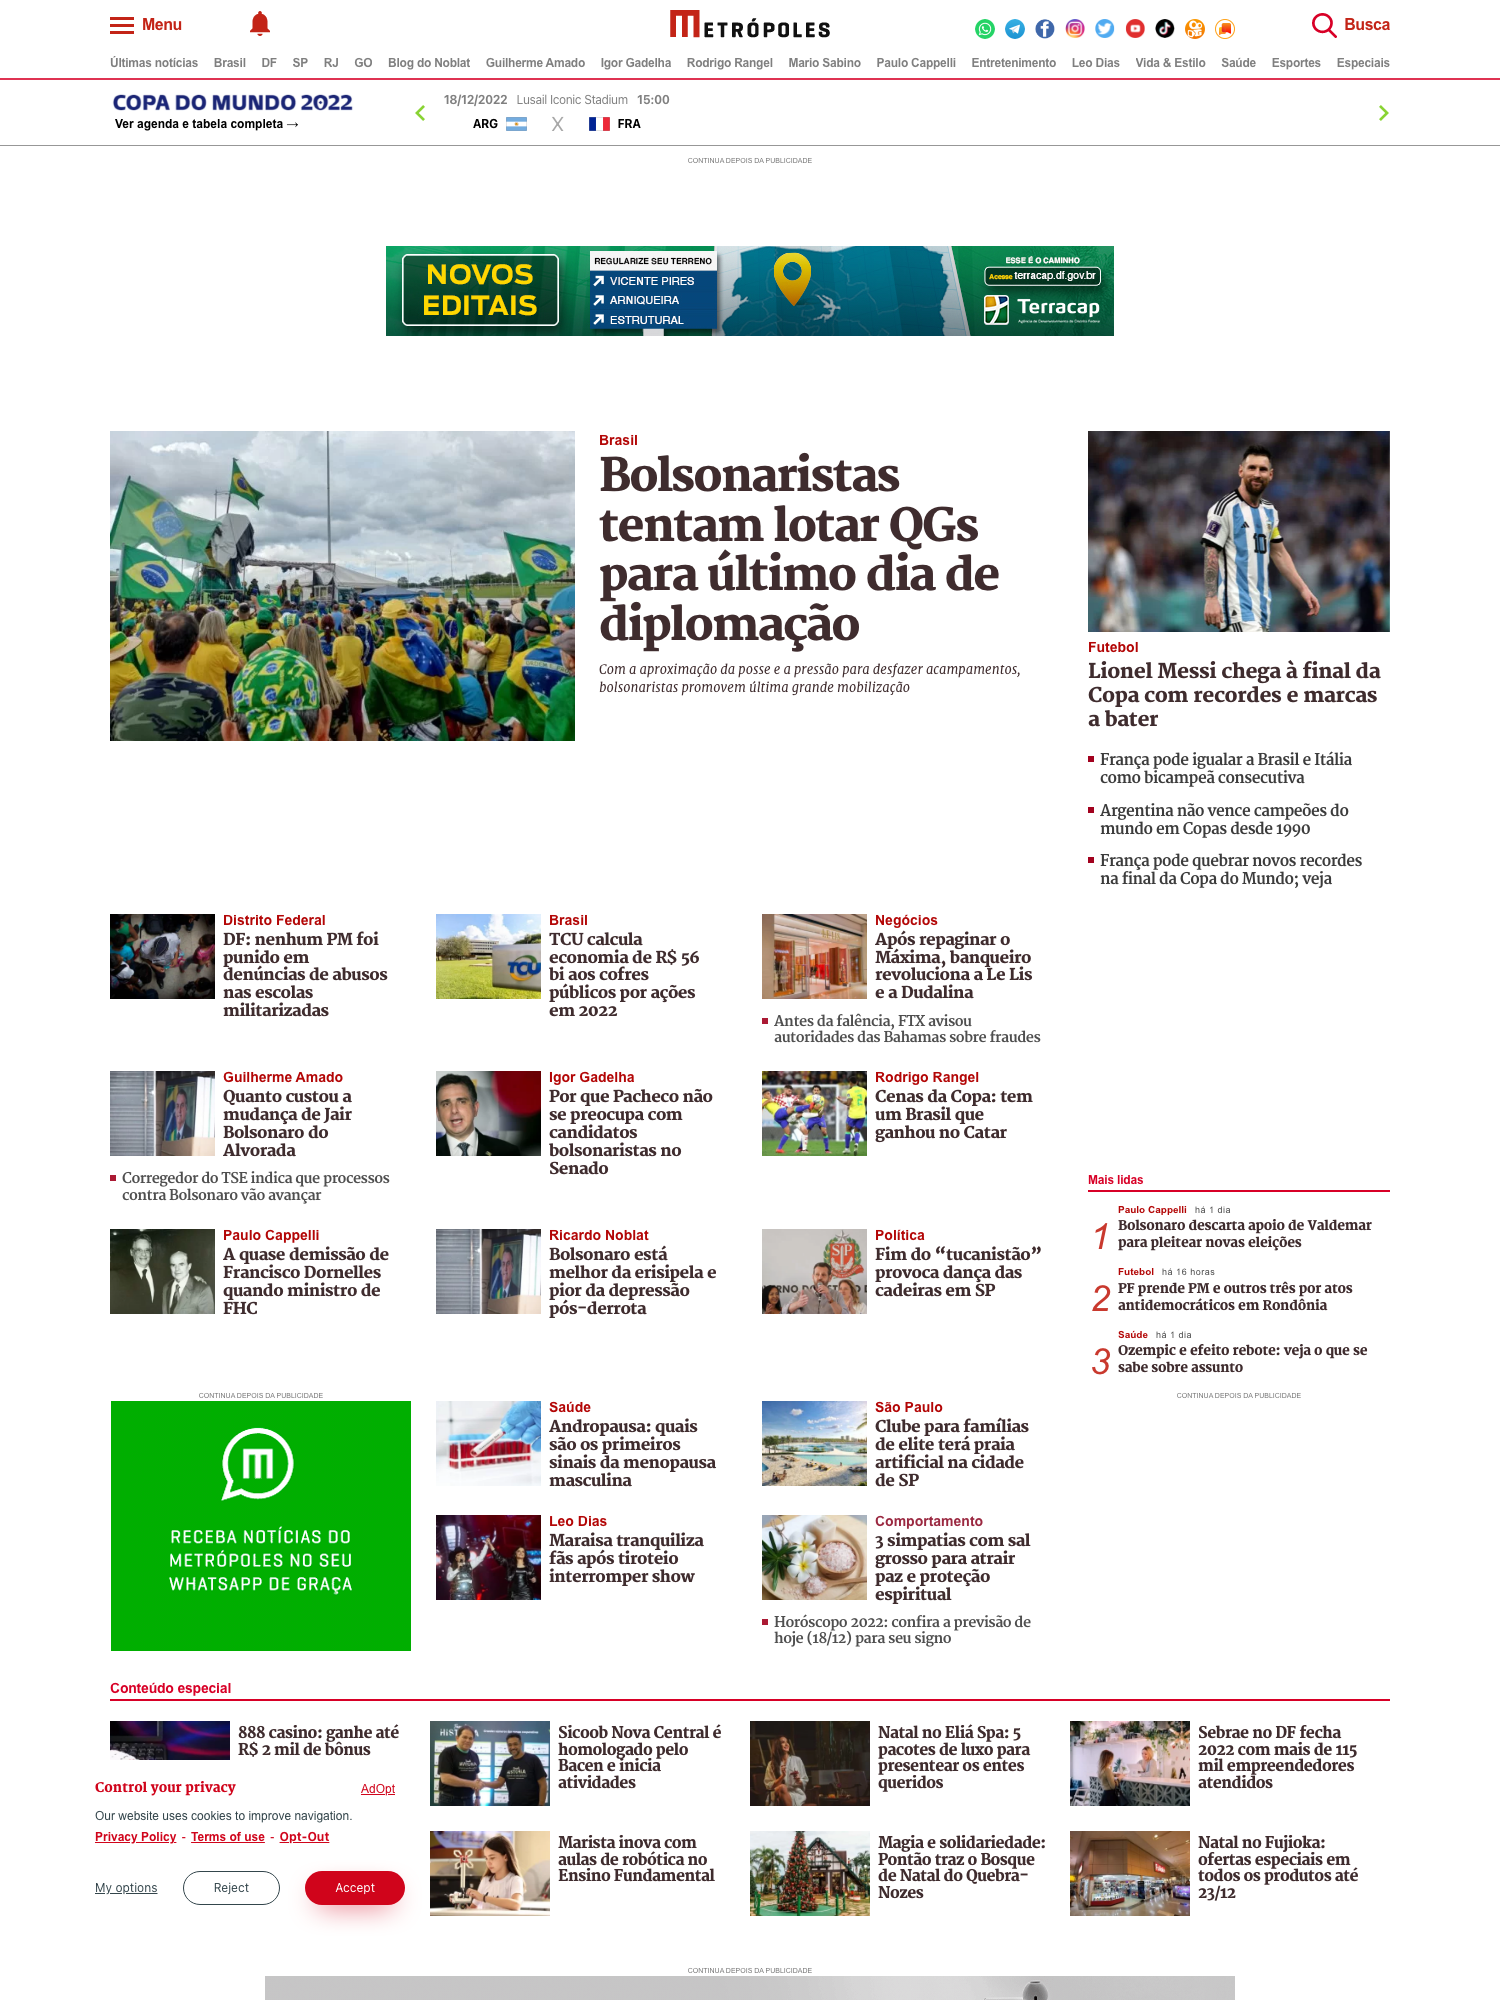 Menu
METRÓPOLES
Busca
Últimas notícias Brasil DF SP RJ GO Blog do Noblat Guilherme Amado Igor Gadelha Rodrigo Rangel Mario Sabino Paulo Cappelli Entretenimento Leo Dias Vida & Estilo Saúde Esportes Especiais
COPA DO MUNDO 2022
Ver agenda e tabela completa →
18/12/2022 Lusail Iconic Stadium 15:00
ARG X FRA
CONTINUA DEPOIS DA PUBLICIDADE
NOVOS
EDITAIS
REGULARIZE SEU TERRENO
VICENTE PIRES
ARNIQUEIRA
ESTRUTURAL
ESSE É O CAMINHO
Acesse terracap.df.gov.br
Terracap
Agência de Desenvolvimento do Distrito Federal
Brasil
Bolsonaristas
tentam lotar QGs
para último dia de
diplomação
Com a aproximação da posse e a pressão para desfazer acampamentos,
bolsonaristas promovem última grande mobilização
10
Futebol
Lionel Messi chega à final da
Copa com recordes e marcas
a bater
França pode igualar a Brasil e Itália
como bicampeã consecutiva
Argentina não vence campeões do
mundo em Copas desde 1990
França pode quebrar novos recordes
na final da Copa do Mundo; veja
Distrito Federal
DF: nenhum PM foi
punido em
denúncias de abusos
nas escolas
militarizadas
TCU
Brasil
TCU calcula
economia de R$ 56
bi aos cofres
públicos por ações
em 2022
Negócios
Após repaginar o
Máxima, banqueiro
revoluciona a Le Lis
e a Dudalina
Antes da falência, FTX avisou
autoridades das Bahamas sobre fraudes
Guilherme Amado
Quanto custou a
mudança de Jair
Bolsonaro do
Alvorada
Corregedor do TSE indica que processos
contra Bolsonaro vão avançar
Igor Gadelha
Por que Pacheco não
se preocupa com
candidatos
bolsonaristas no
Senado
Rodrigo Rangel
Cenas da Copa: tem
um Brasil que
ganhou no Catar
Paulo Cappelli
A quase demissão de
Francisco Dornelles
quando ministro de
FHC
Ricardo Noblat
Bolsonaro está
melhor da erisipela e
pior da depressão
pós-derrota
SP
Política
Fim do “tucanistão”
provoca dança das
cadeiras em SP
Mais lidas
Paulo Cappelli há 1 dia
1 Bolsonaro descarta apoio de Valdemar
para pleitear novas eleições
Futebol há 16 horas
2 PF prende PM e outros três por atos
antidemocráticos em Rondônia
Saúde há 1 dia
3 Ozempic e efeito rebote: veja o que se
sabe sobre assunto
CONTINUA DEPOIS DA PUBLICIDADE
CONTINUA DEPOIS DA PUBLICIDADE
RECEBA NOTÍCIAS DO
METRÓPOLES NO SEU
WHATSAPP DE GRAÇA
Saúde
Andropausa: quais
são os primeiros
sinais da menopausa
masculina
São Paulo
Clube para famílias
de elite terá praia
artificial na cidade
de SP
Leo Dias
Maraisa tranquiliza
fãs após tiroteio
interromper show
Comportamento
3 simpatias com sal
grosso para atrair
paz e proteção
espiritual
Horóscopo 2022: confira a previsão de
hoje (18/12) para seu signo
Conteúdo especial
888 casino: ganhe até
R$ 2 mil de bônus
Sicoob Nova Central é
homologado pelo
Bacen e inicia
atividades
Natal no Eliá Spa: 5
pacotes de luxo para
presentear os entes
queridos
Sebrae no DF fecha
2022 com mais de 115
mil empreendedores
atendidos
Control your privacy
AdOpt
Our website uses cookies to improve navigation.
Privacy Policy - Terms of use - Opt-Out
My options
Reject
Accept
Marista inova com
aulas de robótica no
Ensino Fundamental
Magia e solidariedade:
Pontão traz o Bosque
de Natal do Quebra-
Nozes
Natal no Fujioka:
ofertas especiais em
todos os produtos até
23/12
CONTINUA DEPOIS DA PUBLICIDADE